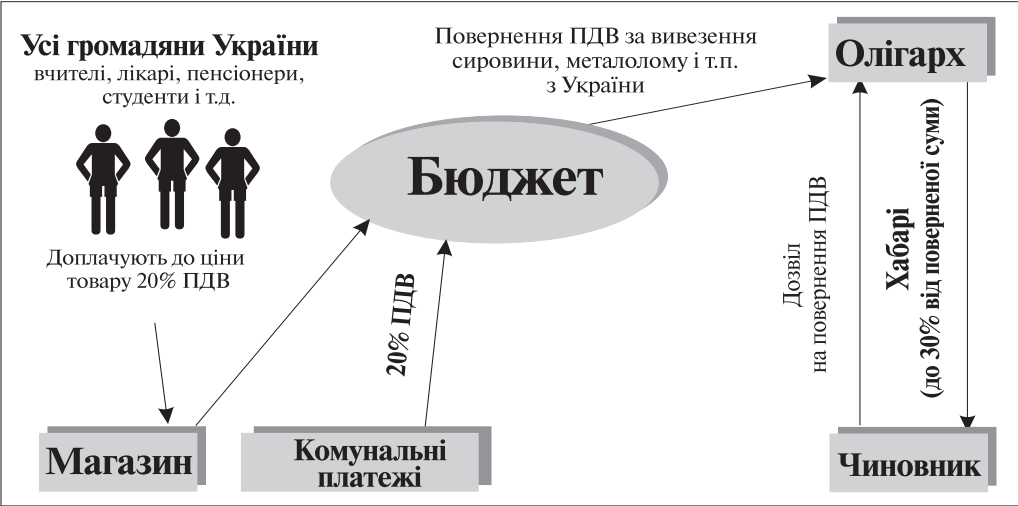 Усі громадяни України
вчителі, лікарі, пенсіонери,
студенти і т.д.
Доплачують до ціни
товару 20% ПДВ
Магазин
Комунальні
платежі
20% ПДВ
Бюджет
Повернення ПДВ за вивезення
сировини, металолому і т.п.
з України
Олігарх
Дозвіл
на повернення ПДВ
Хабарі
(до 30% від поверненої суми)
Чиновник